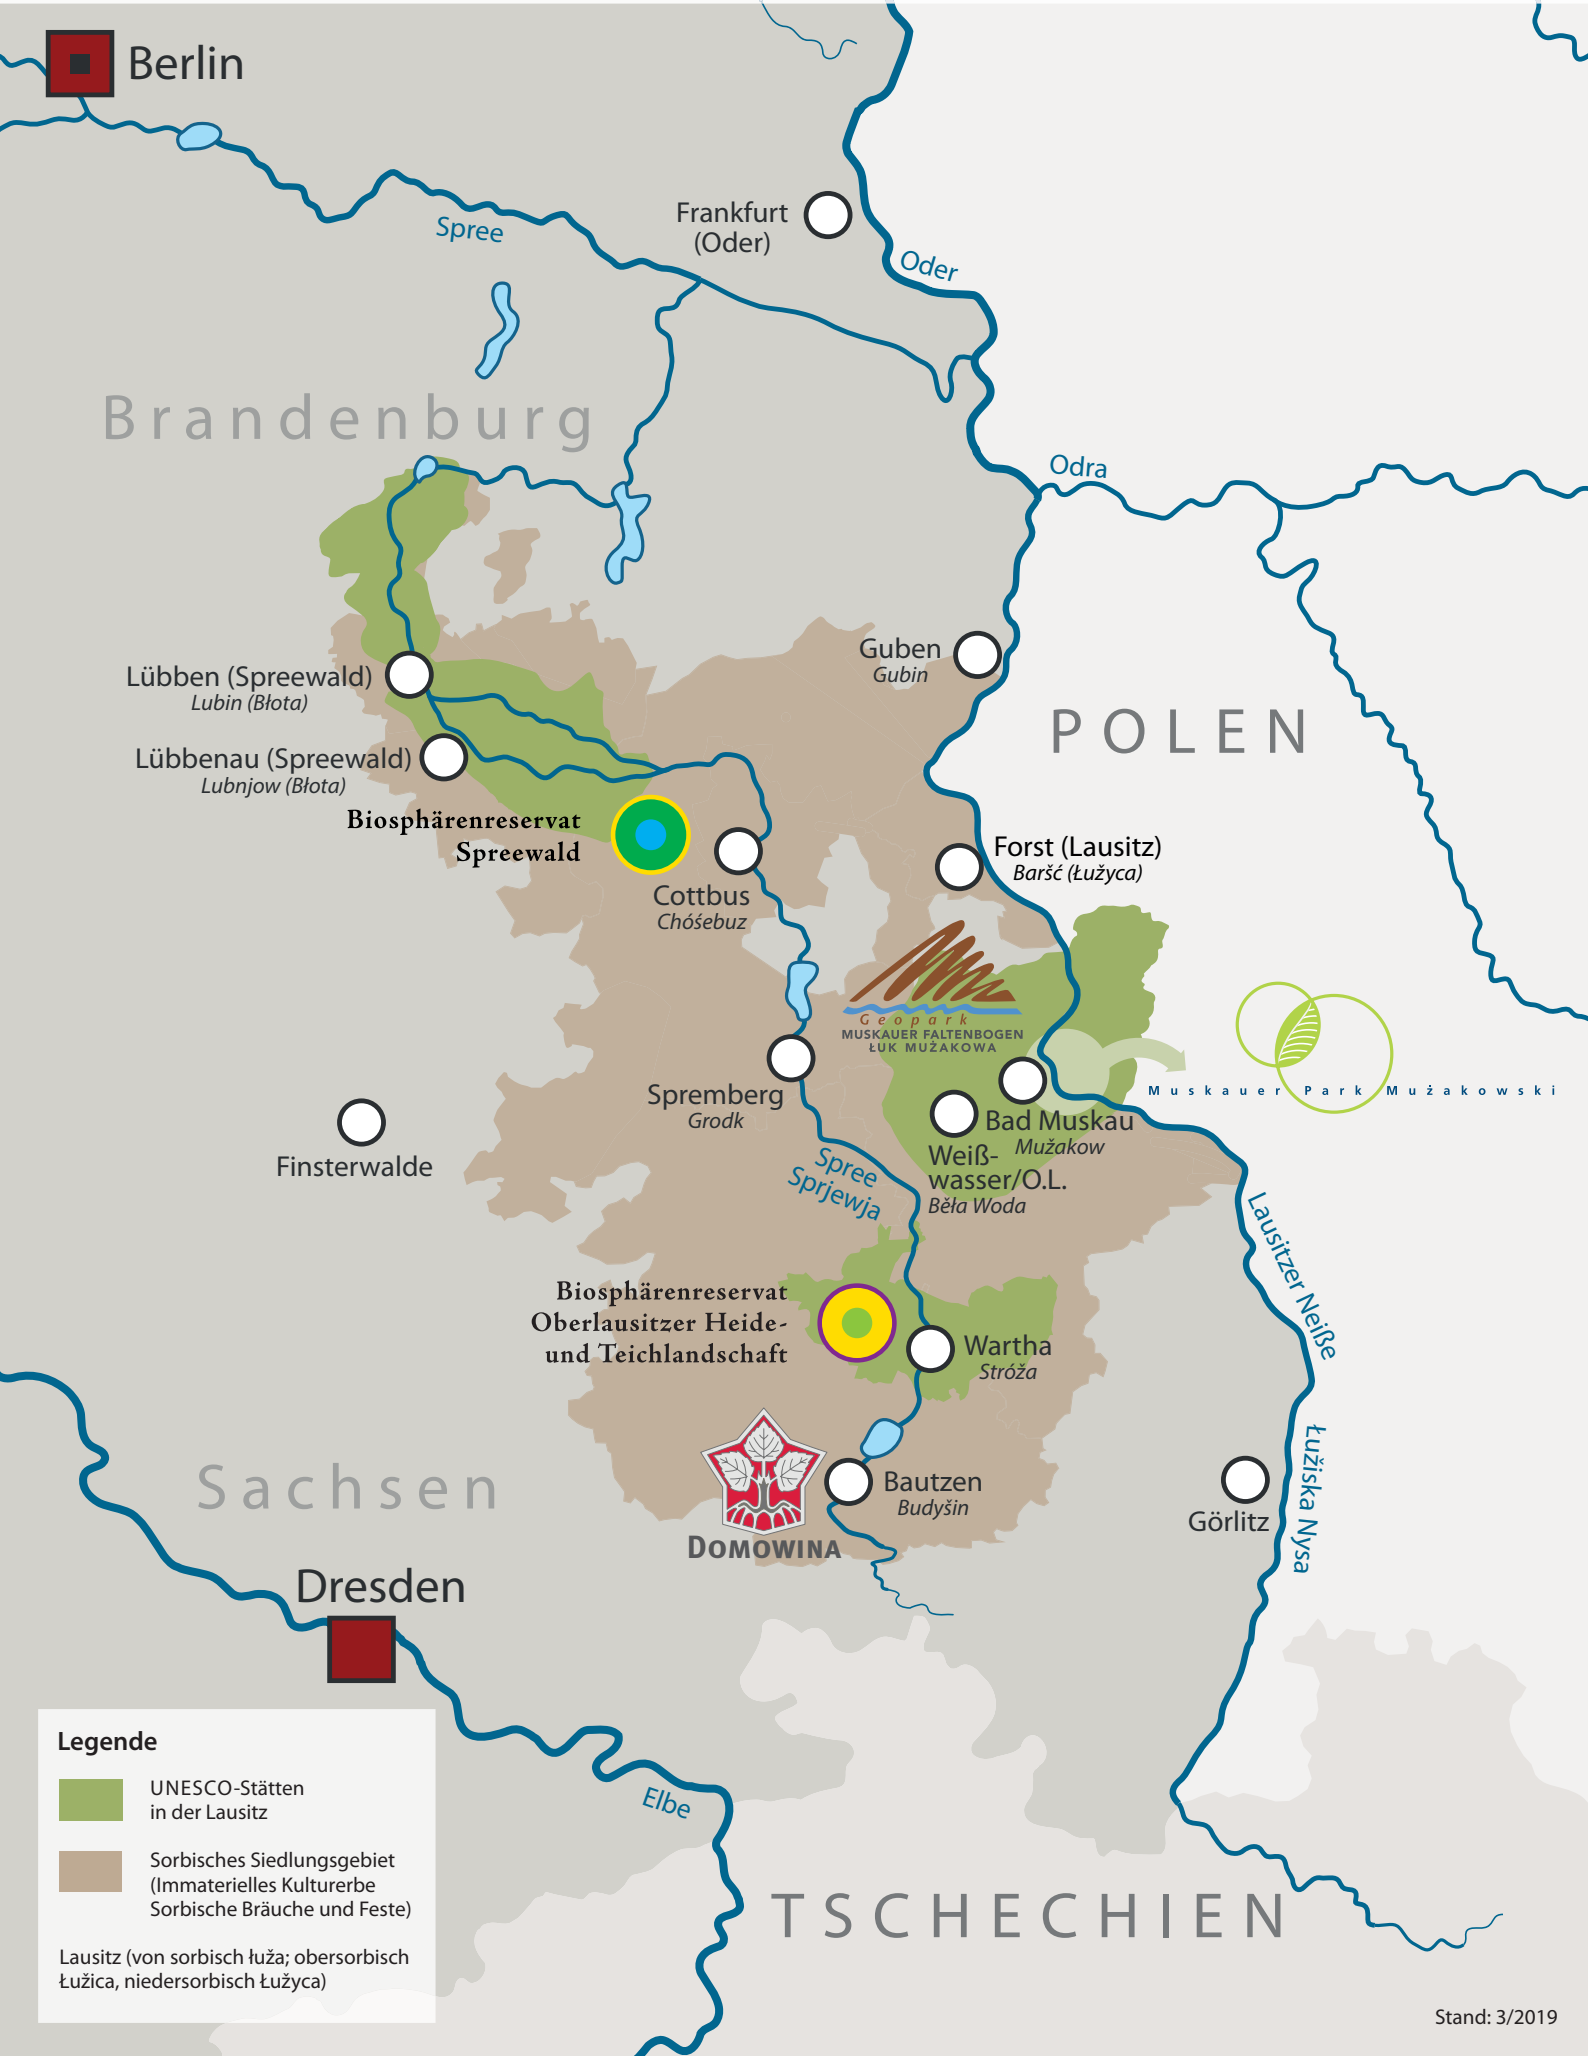 Berlin
Frankfurt
(Oder)
Spree
Oder
Brandenburg
Odra
Guben
Gubin
Lübben (Spreewald)
Lubin (Błota)
POLEN
Lübbenau (Spreewald)
Lubnjow (Błota)
Biosphärenreservat
Spreewald
Forst (Lausitz)
Baršć (Łužyca)
Cottbus
Chóśebuz
Geopark
MUSKAUER FALTENBOGEN
ŁUK MUŻAKOWA
Muskauer Park Mużakowski
Spremberg
Grodk
Bad Muskau
Mužakow
Weiß-
wasser/O.L.
Běła Woda
Finsterwalde
Spree
Sprjewja
Lausitzer Neiße
Biosphärenreservat
Oberlausitzer Heide-
und Teichlandschaft
Wartha
Stróža
Łužiska Nysa
Sachsen
Bautzen
Budyšin
Görlitz
DOMOWINA
Dresden
Elbe
TSCHECHIEN
Legende
UNESCO-Stätten
in der Lausitz
Sorbisches Siedlungsgebiet
(Immaterielles Kulturerbe
Sorbische Bräuche und Feste)
Lausitz (von sorbisch łuža; obersorbisch
Łužica, niedersorbisch Łužyca)
Stand: 3/2019